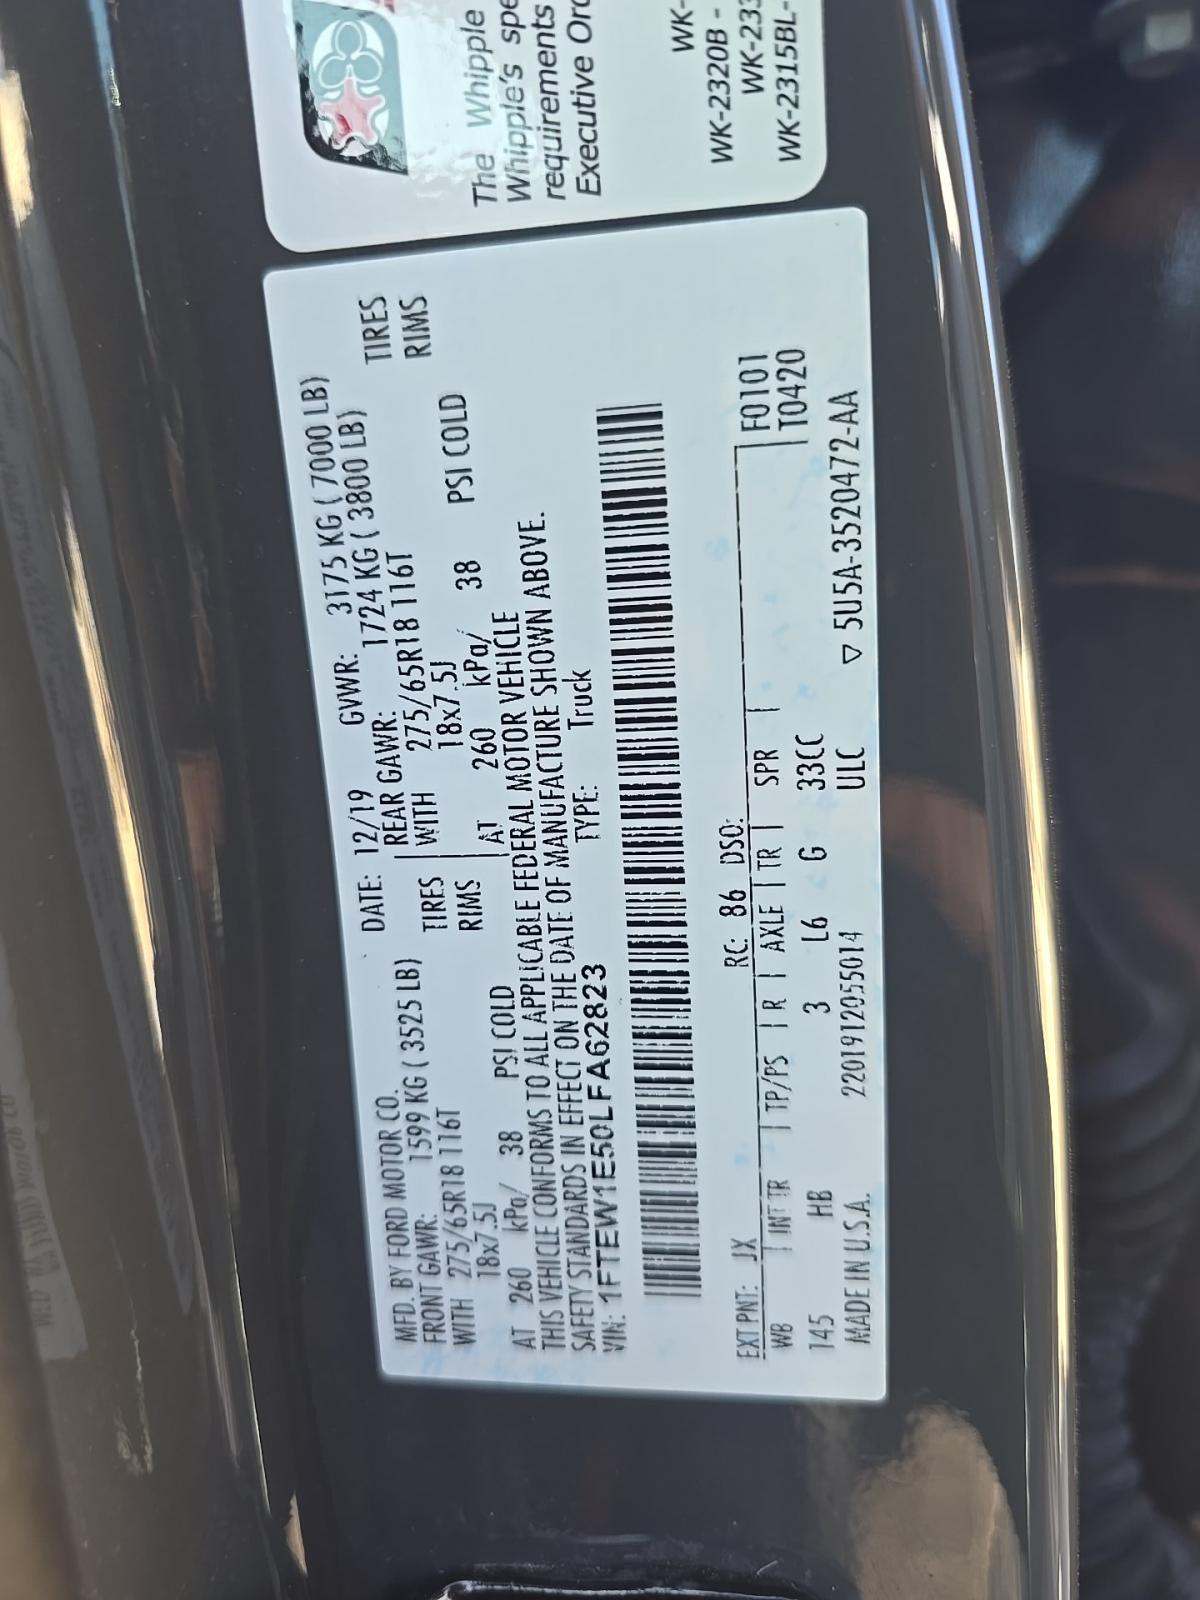 MFD. BY FORD MOTOR CO. DATE: 12/19 GVWR: 3175 KG ( 7000 LB)
FRONT GAWR: 1599 KG ( 3525 LB) REAR GAWR: 1724 KG ( 3800 LB)
WITH 275/65R18 116T TIRES WITH 275/65R18 116T TIRES
18x7.5J RIMS 18x7.5J RIMS
AT 260 kPa/ 38 PSI COLD AT 260 kPa/ 38 PSI COLD
THIS VEHICLE CONFORMS TO ALL APPLICABLE FEDERAL MOTOR VEHICLE
SAFETY STANDARDS IN EFFECT ON THE DATE OF MANUFACTURE SHOWN ABOVE.
VIN: 1FTEW1E50LFA62823 TYPE: Truck
EXT PNT: JX RC: 86 DSO:
WB INT TR TP/PS R AXLE TR SPR F0101
145 HB 3 L6 G 33CC T0420
MADE IN U.S.A. 2201912055014 ULC
▽ 5U5A-3520472-AA
The Whipple
Whipple's spe
requirements
Executive Ord
WK-
WK-2320B -
WK-233
WK-2315BL-